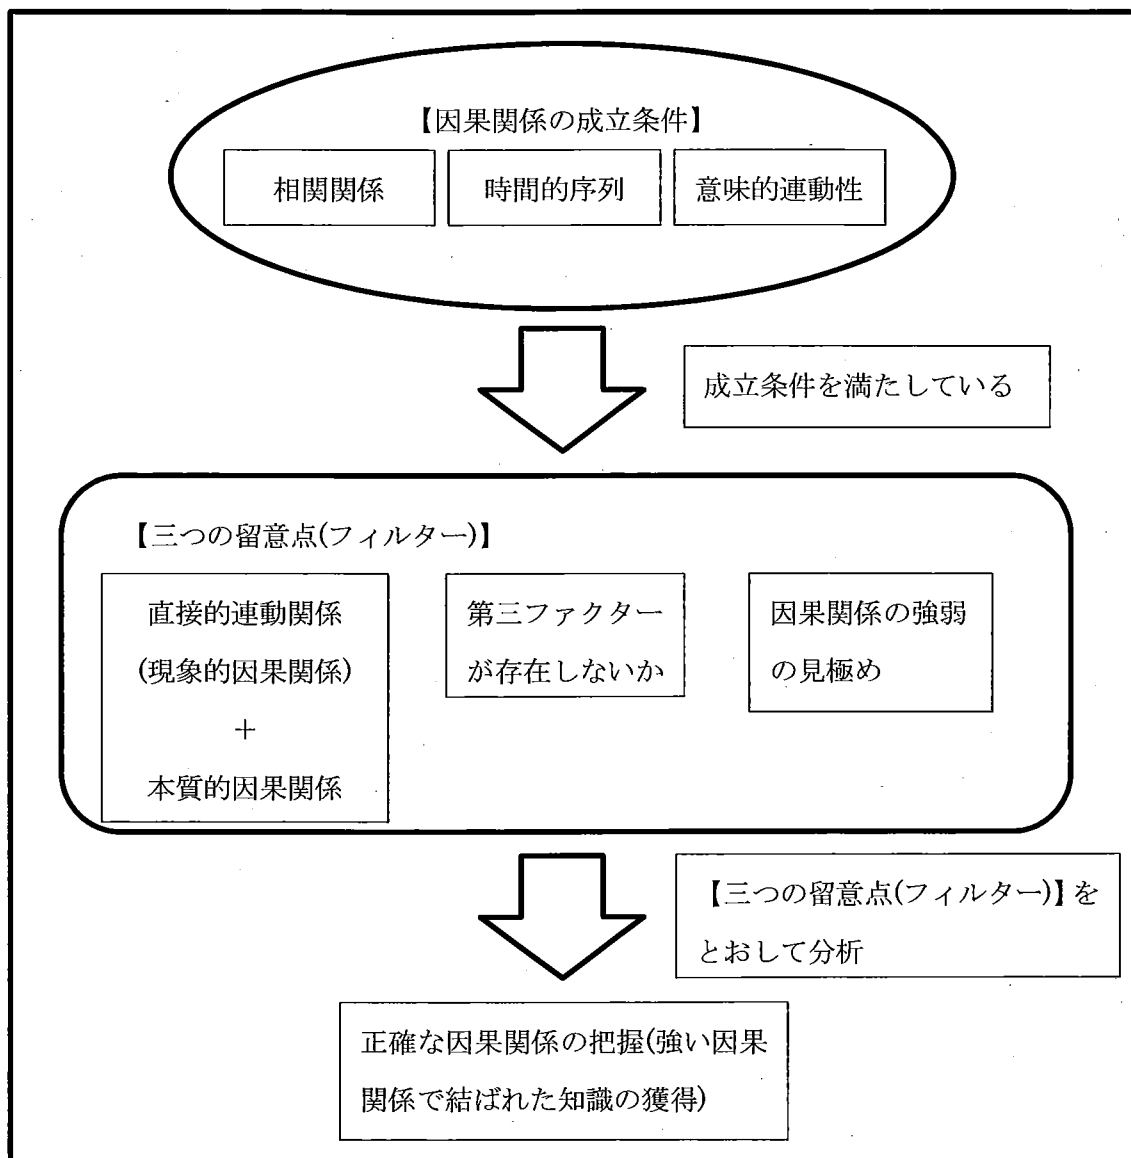 【因果関係の成立条件】
相関関係
時間的序列
意味的連動性
成立条件を満たしている
【三つの留意点(フィルター)】
直接的連動関係
(現象的因果関係)
+
本質的因果関係
第三ファクター
が存在しないか
因果関係の強弱
の見極め
【三つの留意点(フィルター)】を
とおして分析
正確な因果関係の把握(強い因果
関係で結ばれた知識の獲得)